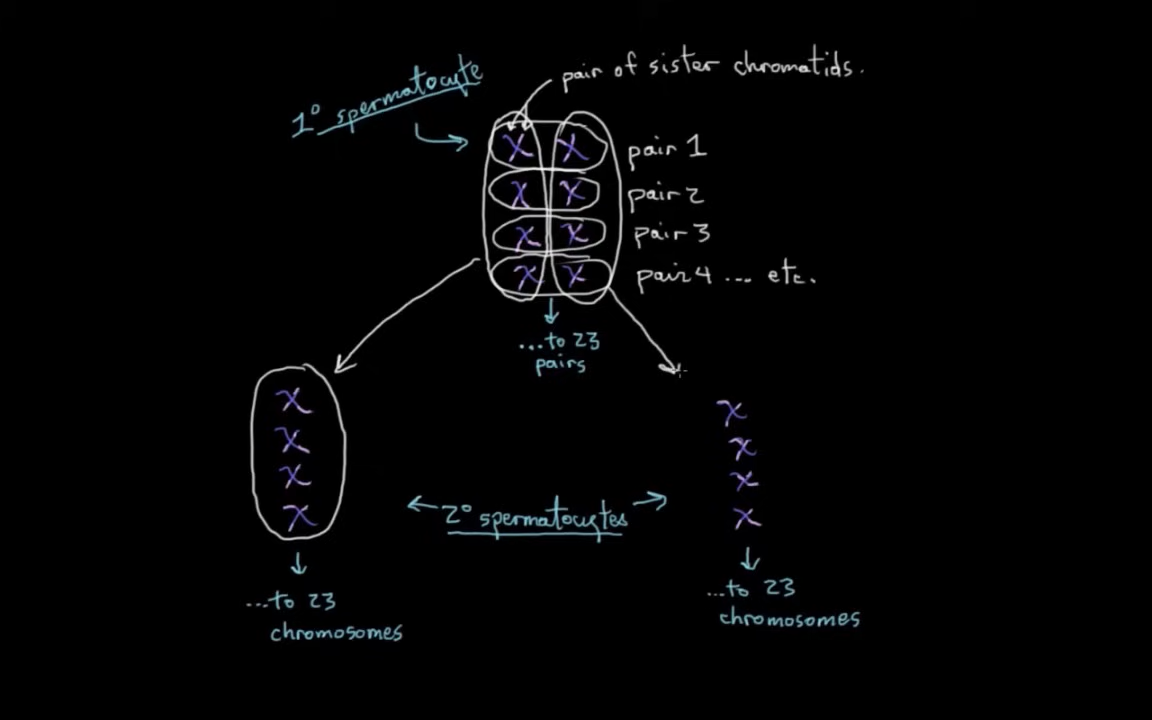 pair of sister chromatids.
1° spermatocyte
pair 1
pair 2
pair 3
pair 4 ... etc.
...to 23
pairs
2° spermatocytes
...to 23
chromosomes
...to 23
chromosomes